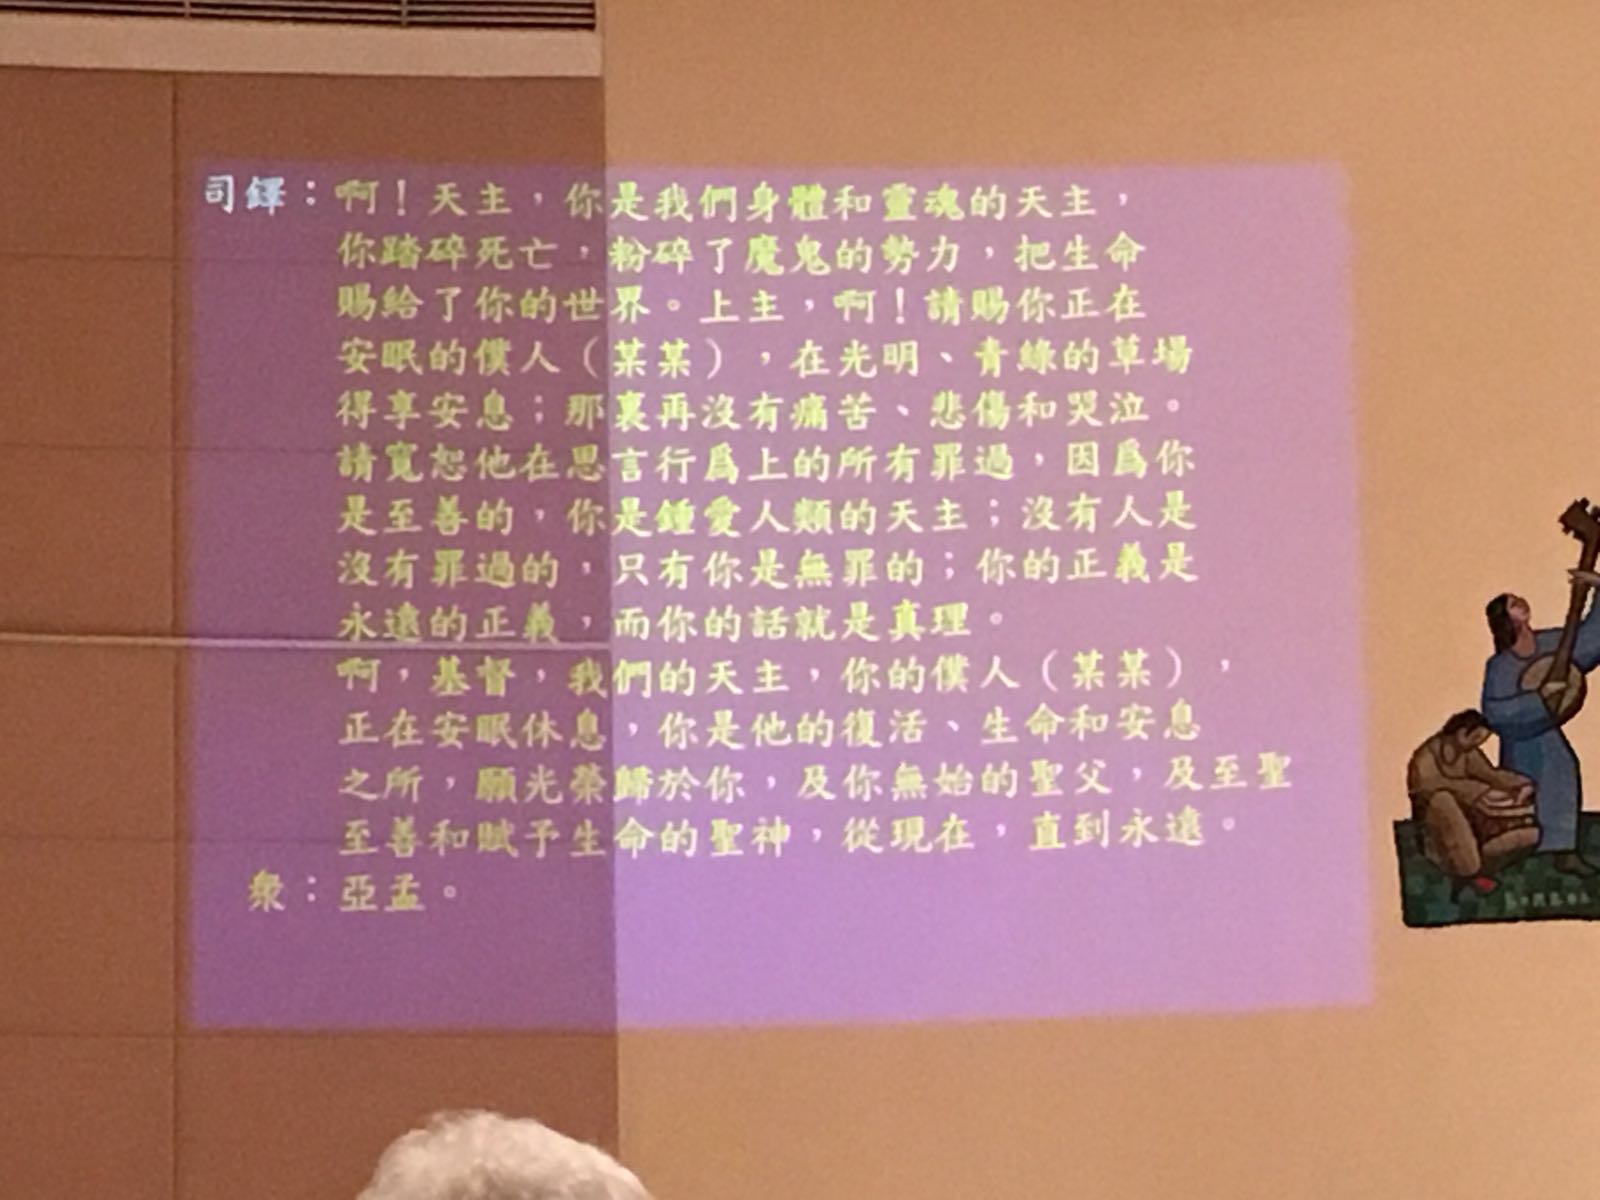 司鐸：啊！天主，你是我們身體和靈魂的天主，
你踏碎死亡，粉碎了魔鬼的勢力，把生命
賜給了你的世界。上主，啊！請賜你正在
安眠的僕人（某某），在光明、青綠的草場
得享安息；那裏再沒有痛苦、悲傷和哭泣。
請寬恕他在思言行爲上的所有罪過，因爲你
是至善的，你是鍾愛人類的天主；沒有人是
沒有罪過的，只有你是無罪的；你的正義是
永遠的正義，而你的話就是真理。
啊，基督，我們的天主，你的僕人（某某），
正在安眠休息，你是他的復活、生命和安息
之所，願光榮歸於你，及你無始的聖父，及至聖
至善和賦予生命的聖神，從現在，直到永遠。
衆：亞孟。